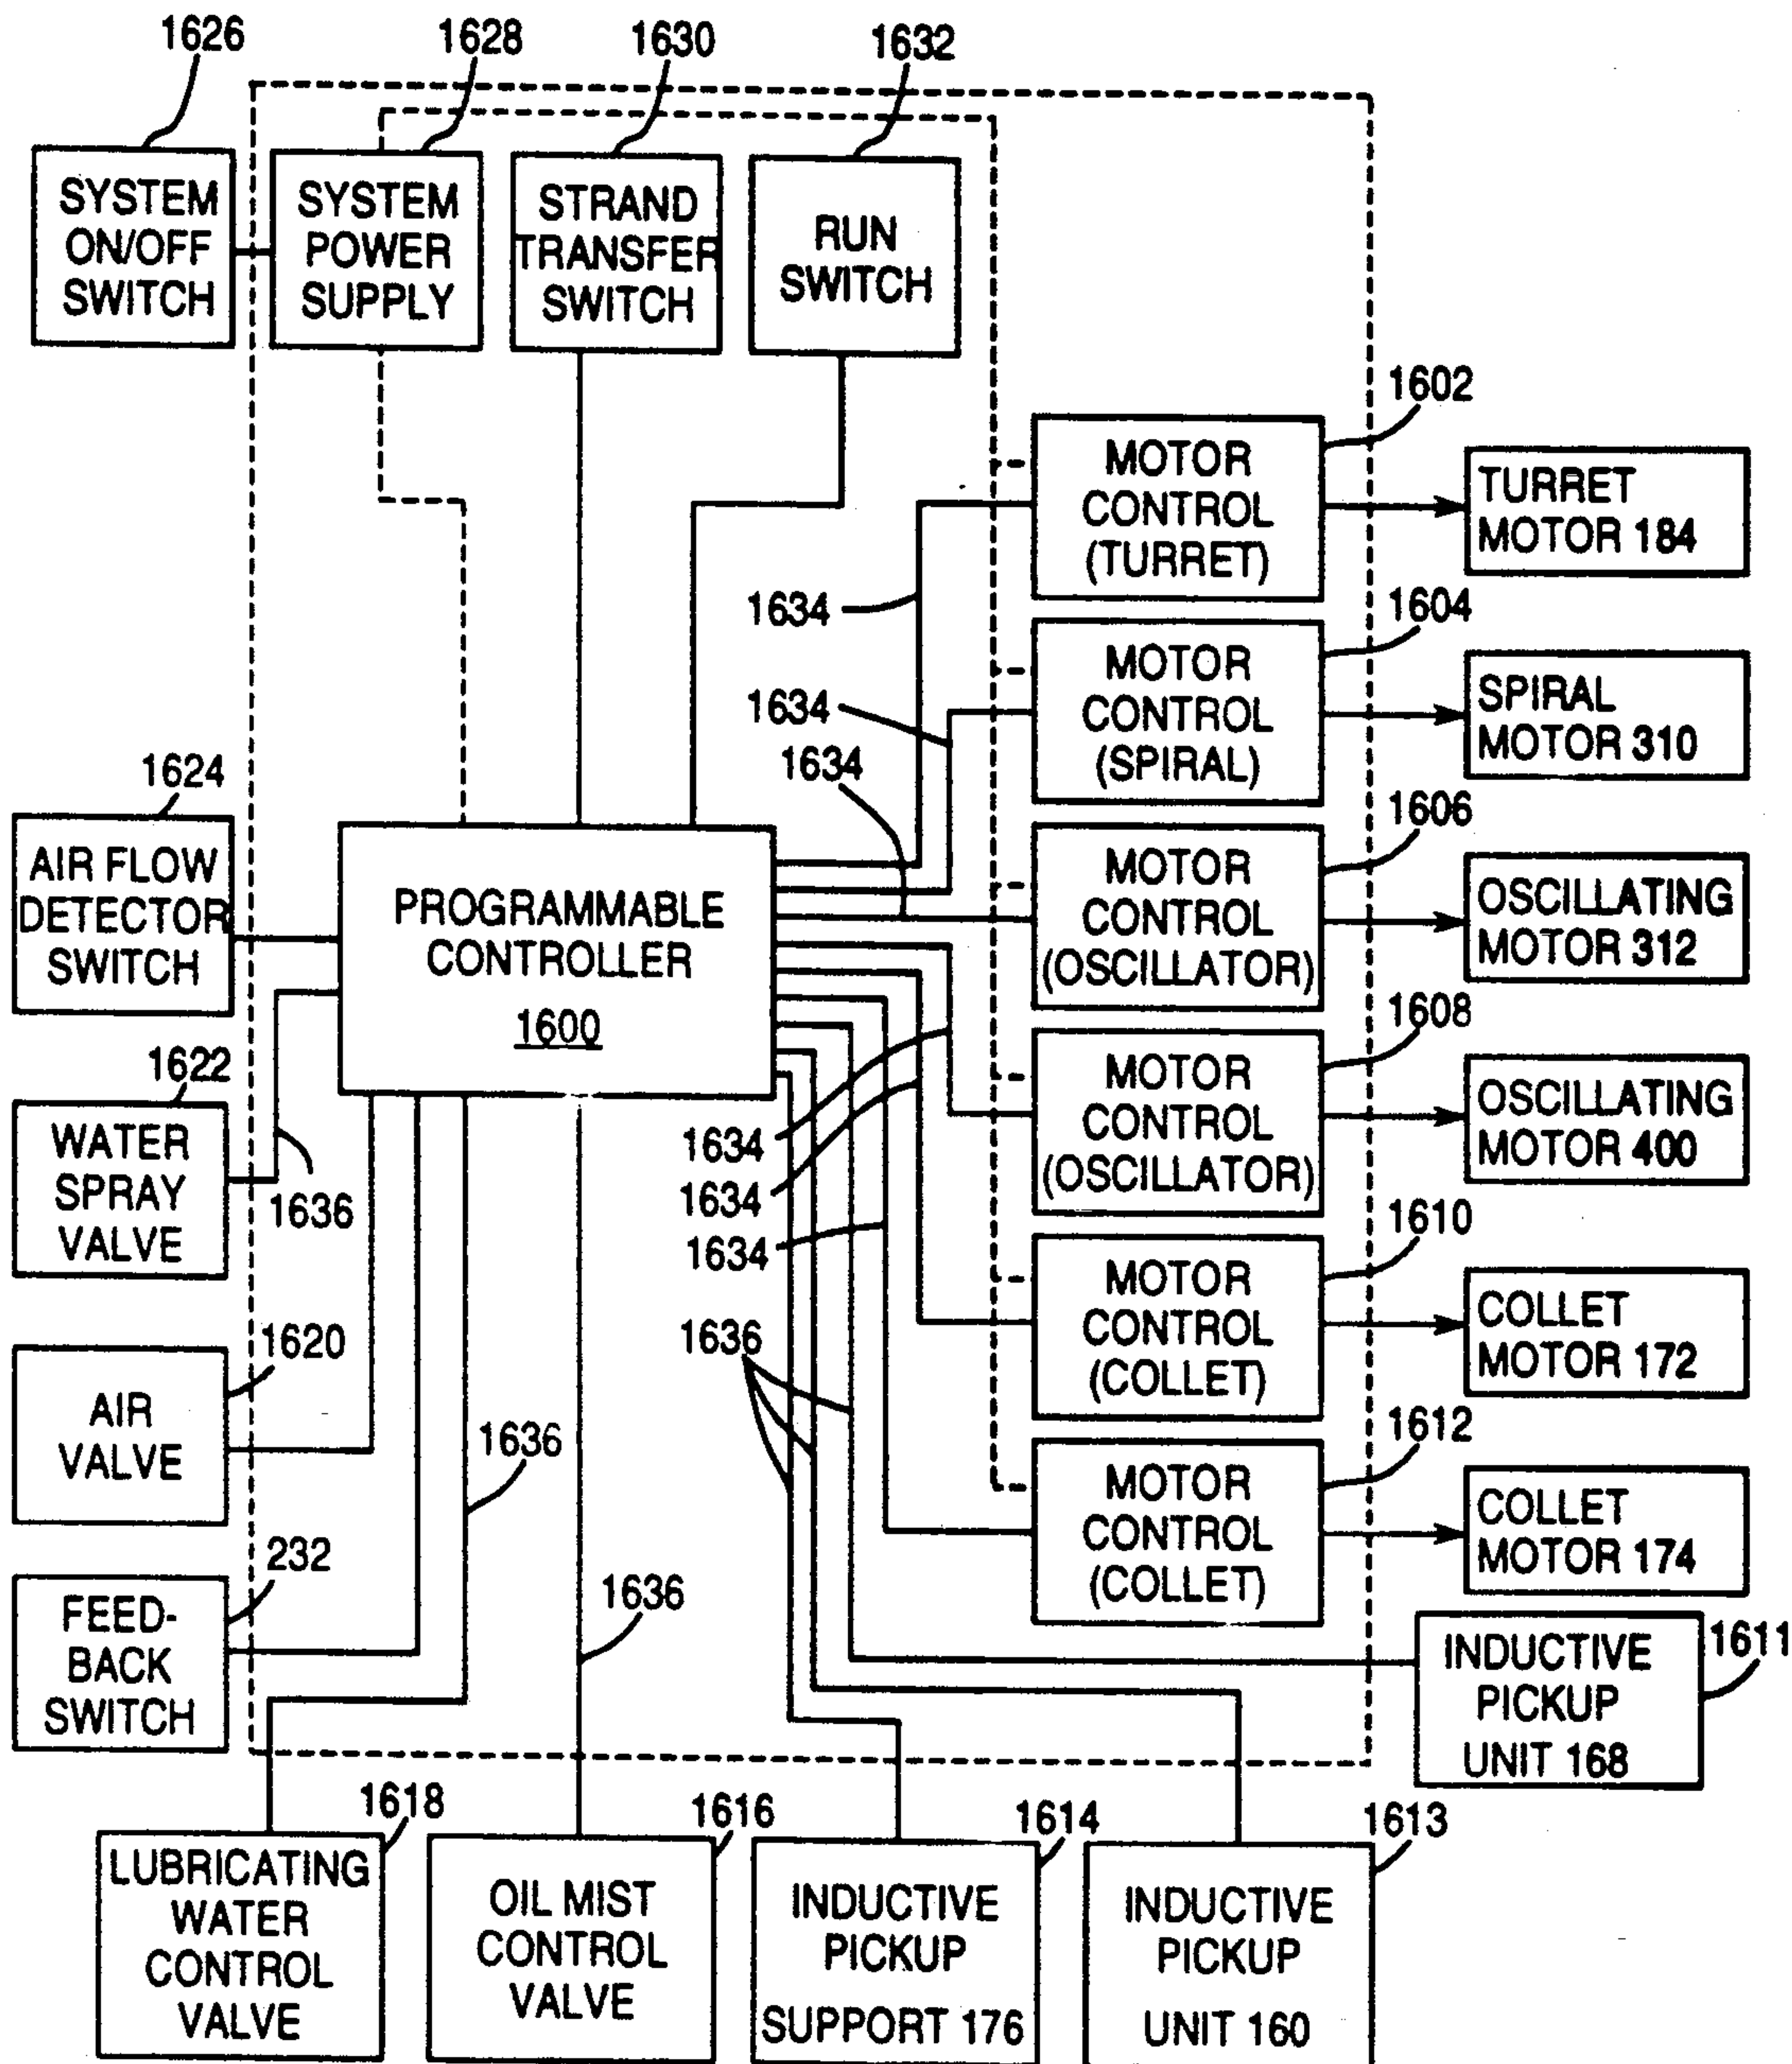 1626
1628
1630
1632
SYSTEM
ON/OFF
SWITCH
SYSTEM
POWER
SUPPLY
STRAND
TRANSFER
SWITCH
RUN
SWITCH
1602
MOTOR
CONTROL
(TURRET)
TURRET
MOTOR 184
1634
1604
MOTOR
CONTROL
(SPIRAL)
SPIRAL
MOTOR 310
1634
1634
1624
AIR FLOW
DETECTOR
SWITCH
PROGRAMMABLE
CONTROLLER
1600
1606
MOTOR
CONTROL
(OSCILLATOR)
OSCILLATING
MOTOR 312
1608
MOTOR
CONTROL
(OSCILLATOR)
OSCILLATING
MOTOR 400
1622
WATER
SPRAY
VALVE
1636
1634
1634
1634
1610
MOTOR
CONTROL
(COLLET)
COLLET
MOTOR 172
1620
AIR
VALVE
1636
1636
1612
MOTOR
CONTROL
(COLLET)
COLLET
MOTOR 174
232
FEED-
BACK
SWITCH
1636
INDUCTIVE
PICKUP
UNIT 168
1611
1618
LUBRICATING
WATER
CONTROL
VALVE
1616
OIL MIST
CONTROL
VALVE
1614
INDUCTIVE
PICKUP
SUPPORT 176
1613
INDUCTIVE
PICKUP
UNIT 160